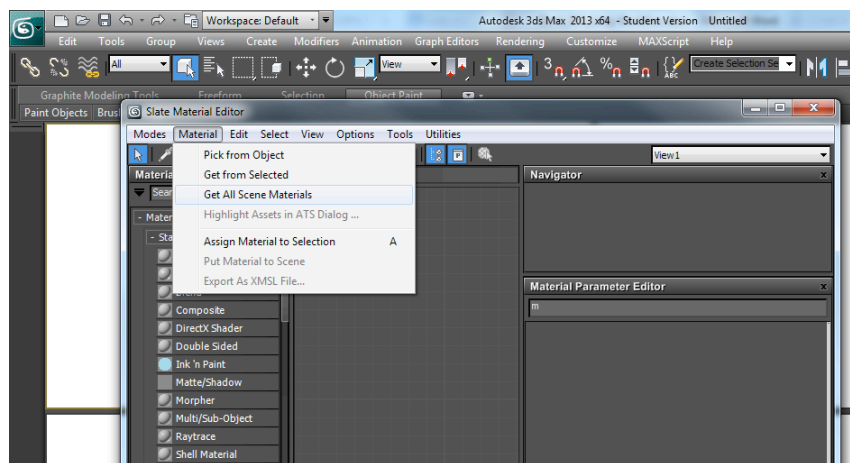 Workspace: Default
Autodesk 3ds Max 2013 x64 - Student Version Untitled
Edit Tools Group Views Create Modifiers Animation Graph Editors Rendering Customize MAXScript Help
All
View
3
Create Selection Se
Graphite Modeling Tools Freeform Selection Object Paint
Paint Objects
Slate Material Editor
Modes Material Edit Select View Options Tools Utilities
View1
Pick from Object
Get from Selected
Get All Scene Materials
Highlight Assets in ATS Dialog ...
Assign Material to Selection A
Put Material to Scene
Export As XMSL File...
Navigator
Material Parameter Editor
m
Composite
DirectX Shader
Double Sided
Ink 'n Paint
Matte/Shadow
Morpher
Multi/Sub-Object
Raytrace
Shell Material